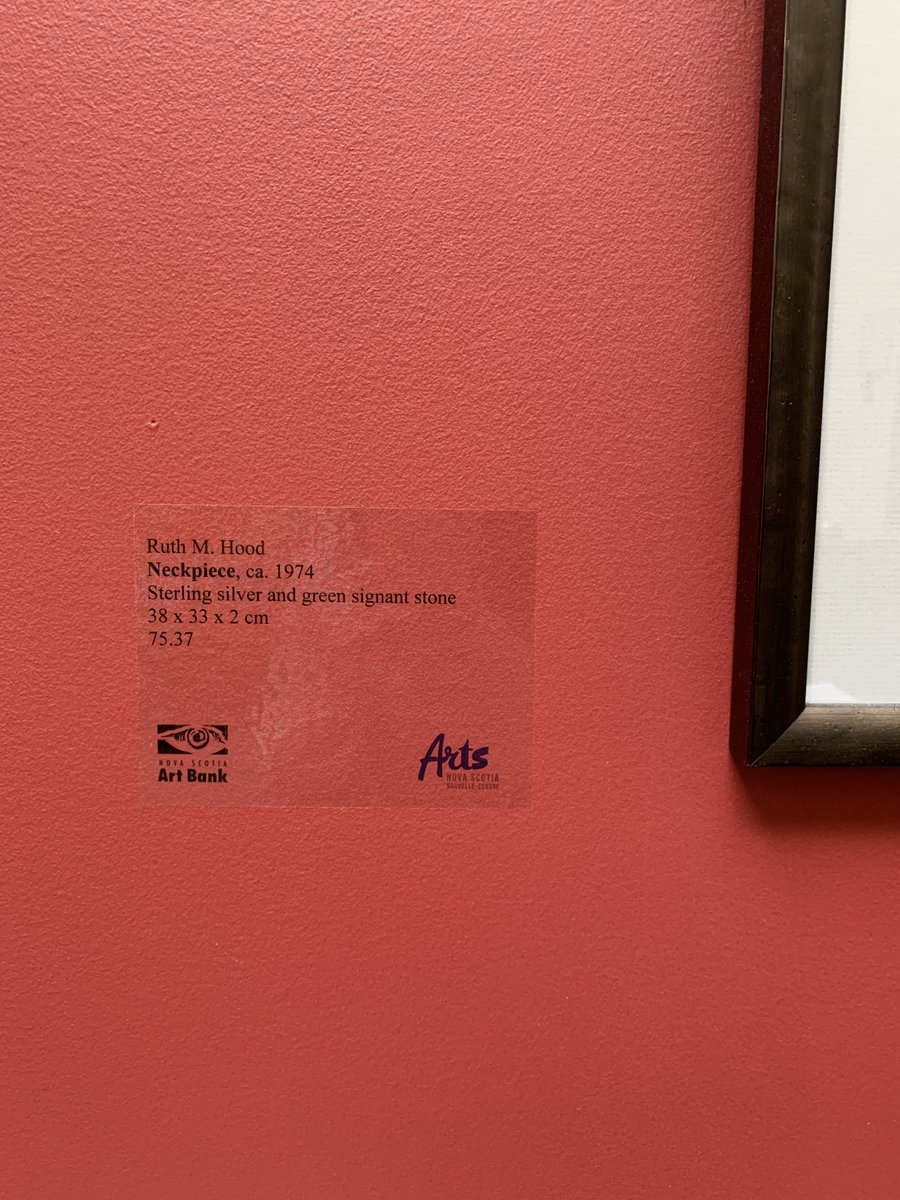 Ruth M. Hood
Neckpiece, ca. 1974
Sterling silver and green signant stone
38 x 33 x 2 cm
75.37
NOVA SCOTIA
Art Bank
Arts
NOVA SCOTIA
NOUVELLE-ÉCOSSE